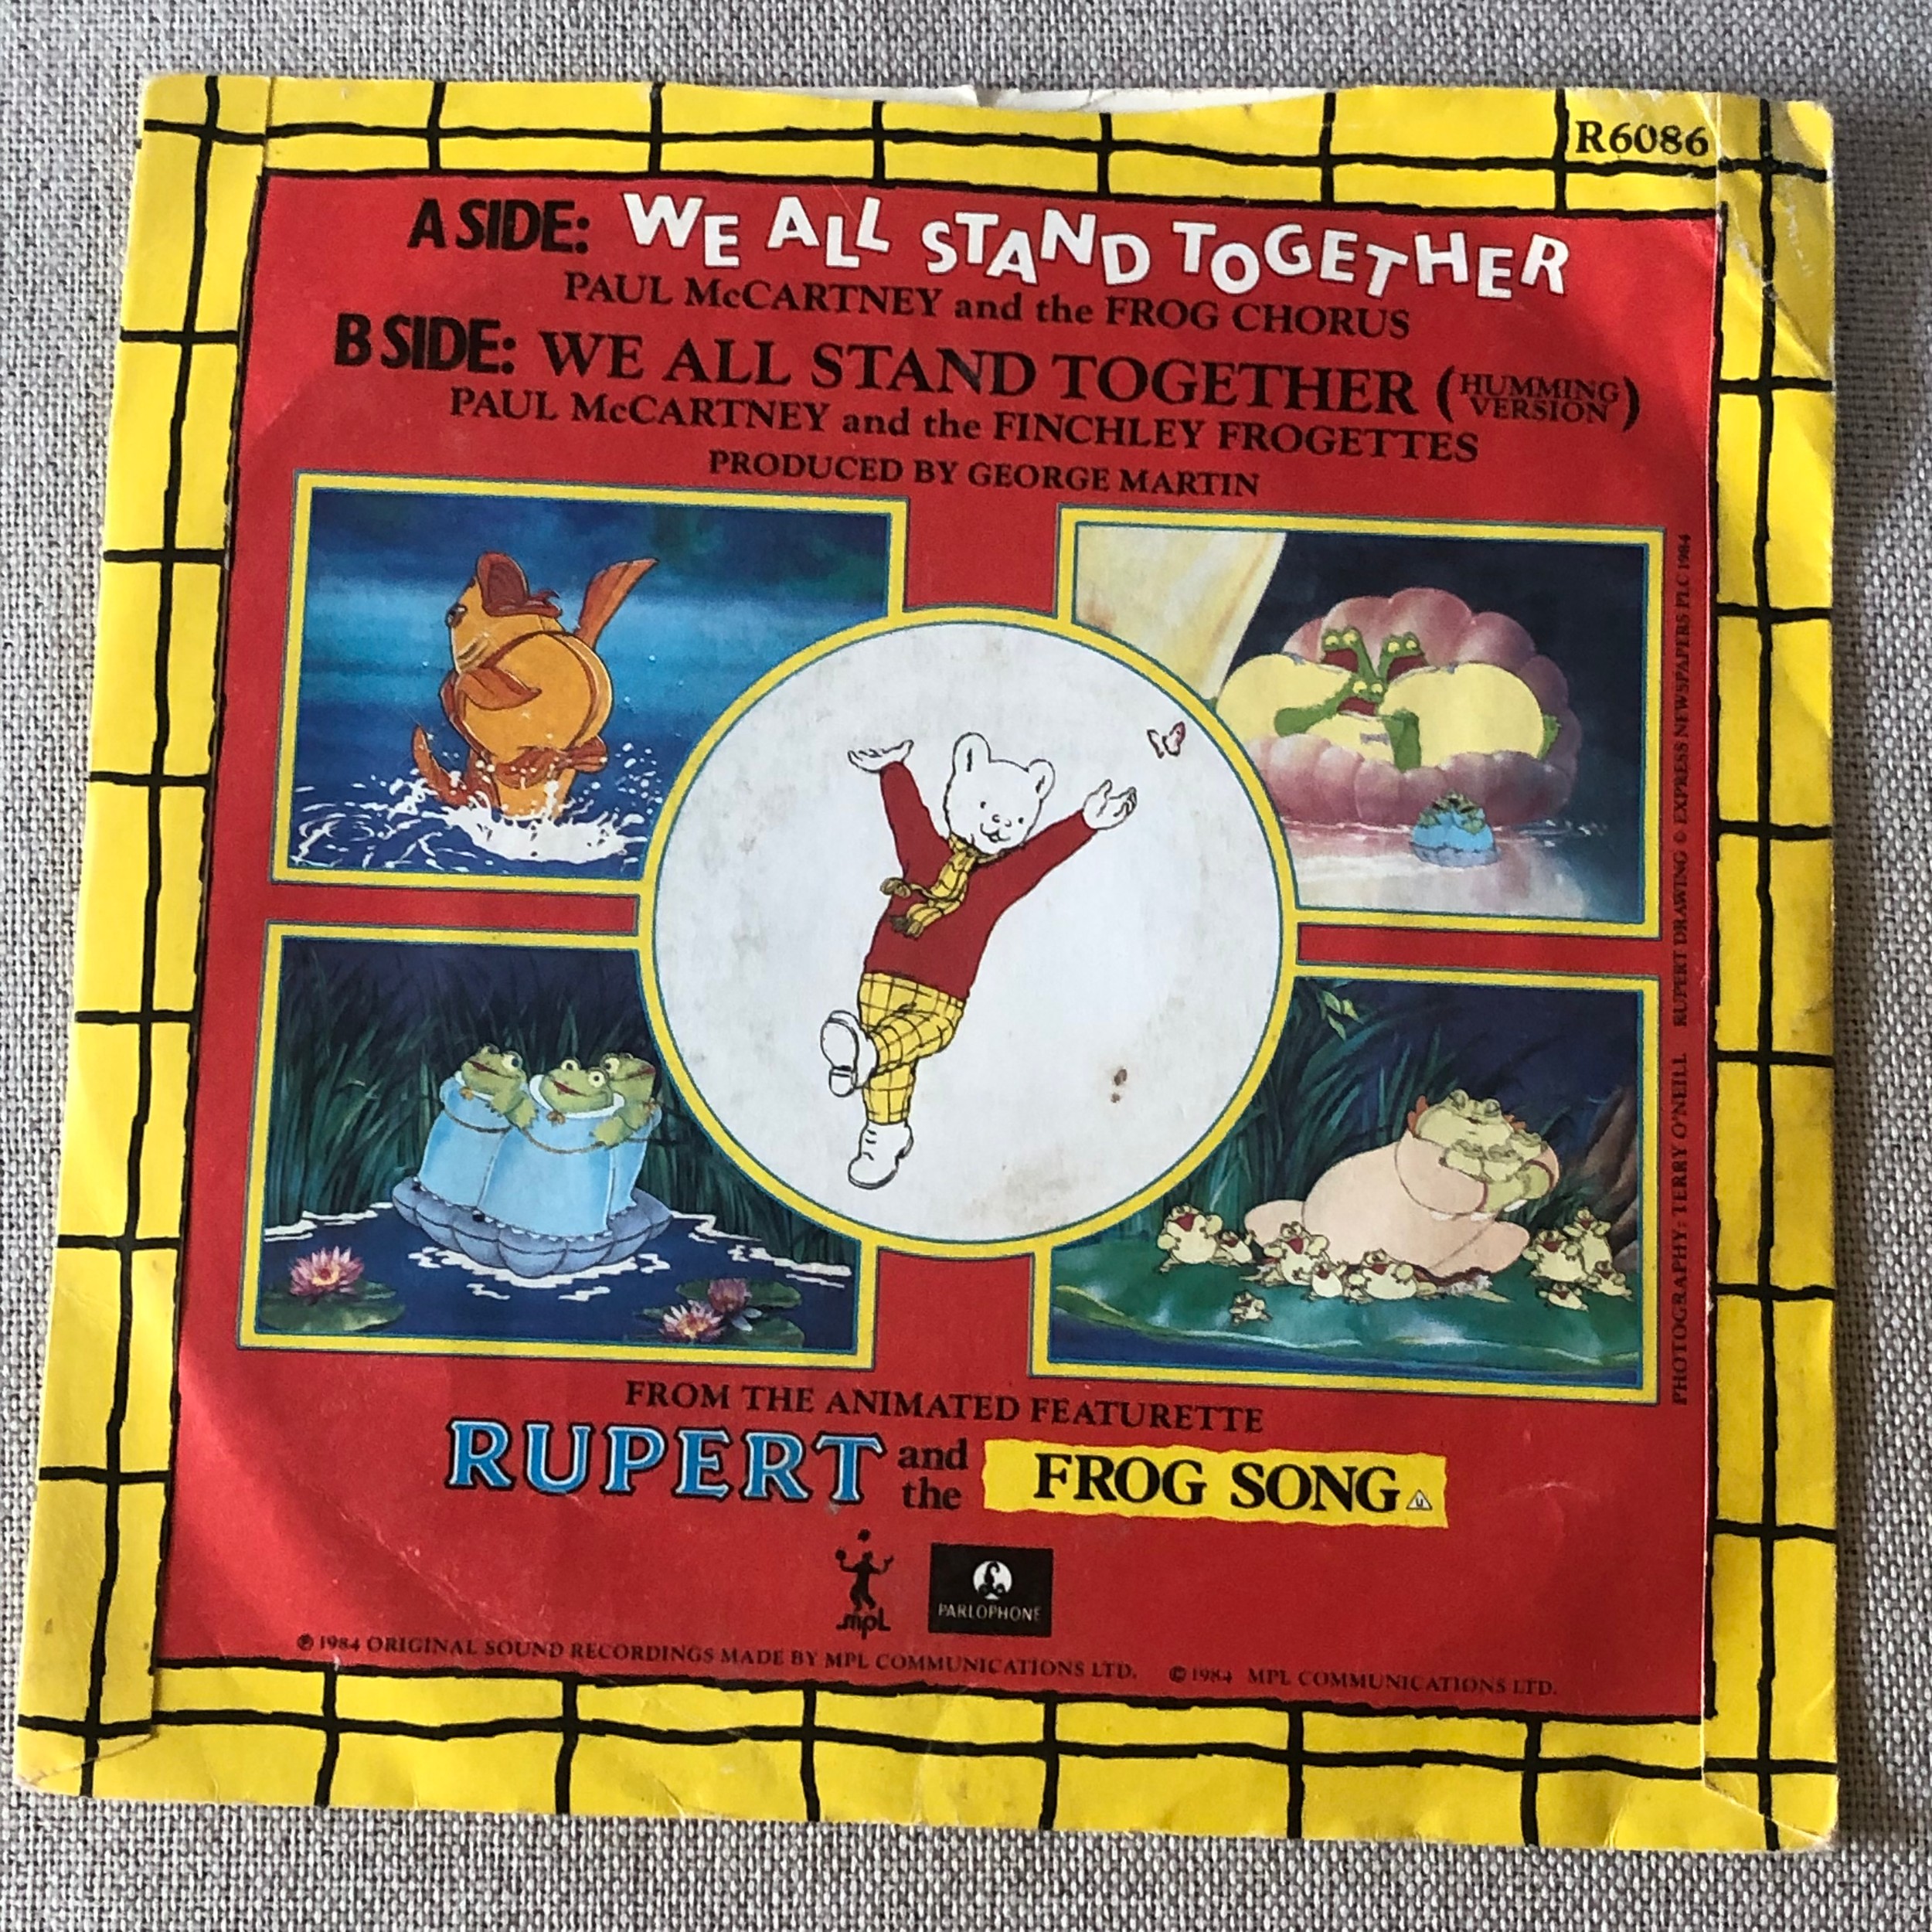 R6086
A SIDE: WE ALL STAND TOGETHER
PAUL McCARTNEY and the FROG CHORUS
B SIDE: WE ALL STAND TOGETHER (HUMMING VERSION)
PAUL McCARTNEY and the FINCHLEY FROGETTES
PRODUCED BY GEORGE MARTIN
PHOTOGRAPHY: TERRY O'NEILL RUPERT DRAWING © EXPRESS NEWSPAPERS PLC 1984
FROM THE ANIMATED FEATURETTE
RUPERT and the FROG SONG U
mpL
£
PARLOPHONE
℗ 1984 ORIGINAL SOUND RECORDINGS MADE BY MPL COMMUNICATIONS LTD. © 1984 MPL COMMUNICATIONS LTD.